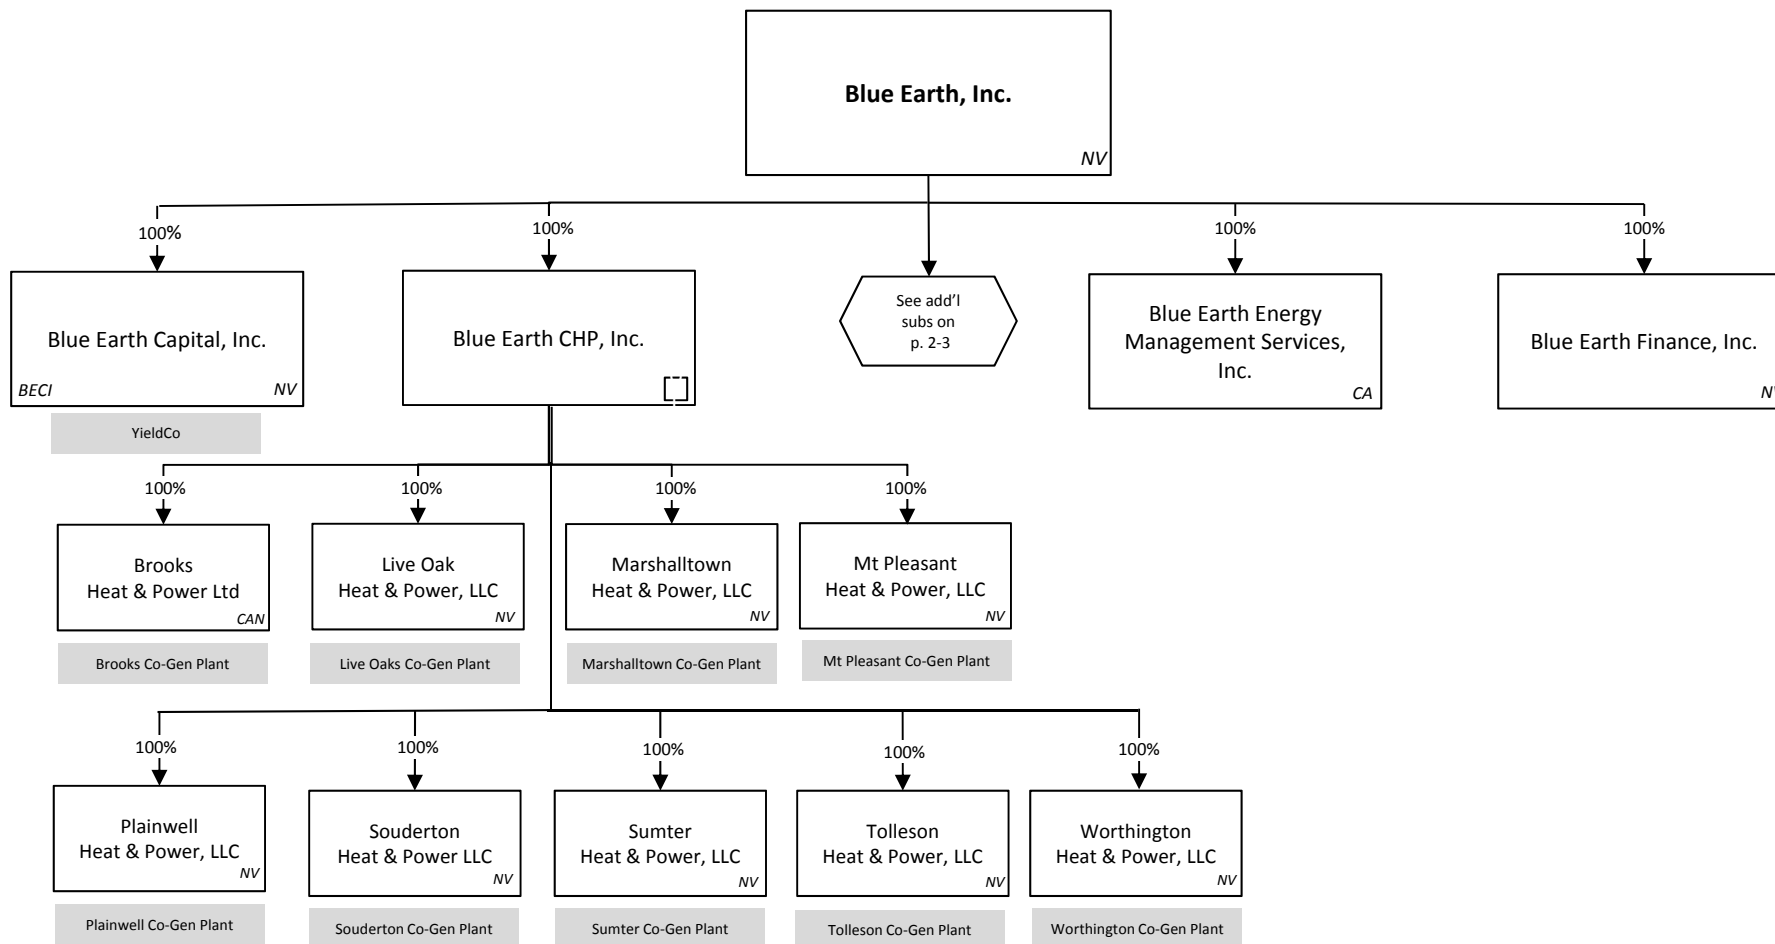 Blue Earth, Inc.
NV
100%
100%
100%
100%
Blue Earth Capital, Inc.
BECI
NV
YieldCo
Blue Earth CHP, Inc.
See add'l
subs on
p. 2-3
Blue Earth Energy
Management Services,
Inc.
CA
Blue Earth Finance, Inc.
NV
100%
100%
100%
100%
Brooks
Heat & Power Ltd
CAN
Live Oak
Heat & Power, LLC
NV
Marshalltown
Heat & Power, LLC
NV
Mt Pleasant
Heat & Power, LLC
NV
Brooks Co-Gen Plant
Live Oaks Co-Gen Plant
Marshalltown Co-Gen Plant
Mt Pleasant Co-Gen Plant
100%
100%
100%
100%
100%
Plainwell
Heat & Power, LLC
NV
Souderton
Heat & Power LLC
NV
Sumter
Heat & Power, LLC
NV
Tolleson
Heat & Power, LLC
NV
Worthington
Heat & Power, LLC
NV
Plainwell Co-Gen Plant
Souderton Co-Gen Plant
Sumter Co-Gen Plant
Tolleson Co-Gen Plant
Worthington Co-Gen Plant